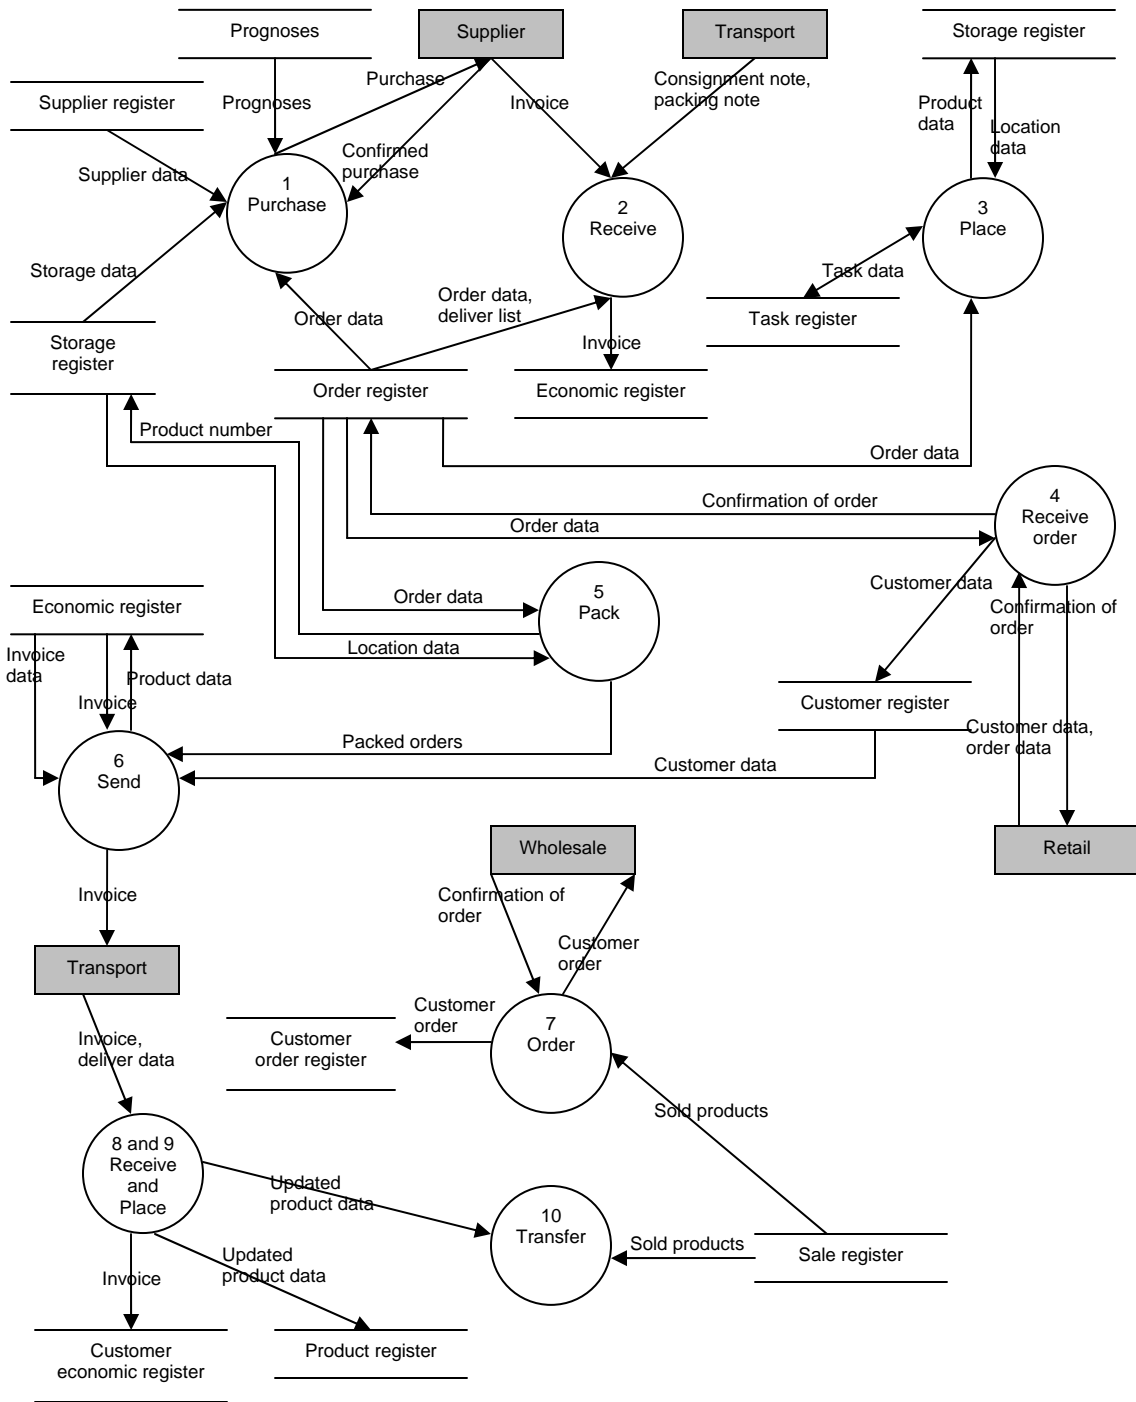 Prognoses
Supplier
Transport
Storage register
Supplier register
Prognoses
Purchase
Invoice
Consignment note,
packing note
Product
data
Location
data
Supplier data
Confirmed
purchase
1
Purchase
2
Receive
3
Place
Storage data
Order data
Order data,
deliver list
Task data
Storage
register
Order register
Invoice
Economic register
Task register
Product number
Order data
Confirmation of order
Order data
4
Receive
order
Economic register
Order data
5
Pack
Customer data
Confirmation of
order
Invoice
data
Product data
Invoice
Location data
Customer register
Customer data,
order data
6
Send
Packed orders
Customer data
Wholesale
Retail
Invoice
Confirmation of
order
Customer
order
Transport
Customer
order
7
Order
Customer
order register
Invoice,
deliver data
Sold products
8 and 9
Receive
and
Place
Updated
product data
10
Transfer
Sold products
Sale register
Invoice
Updated
product data
Customer
economic register
Product register